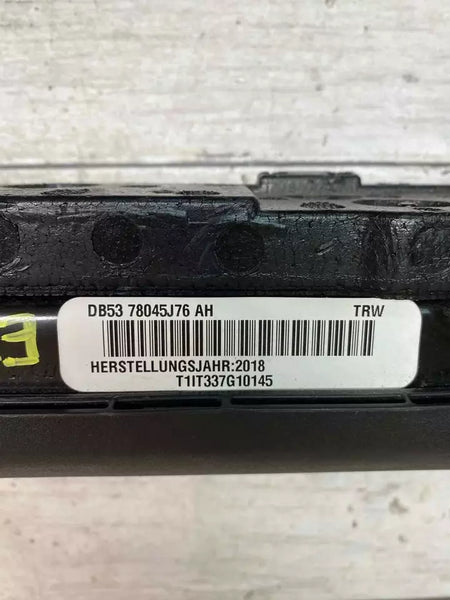 DB53 78045J76 AH TRW
HERSTELLUNGSJAHR:2018
T1IT337G10145